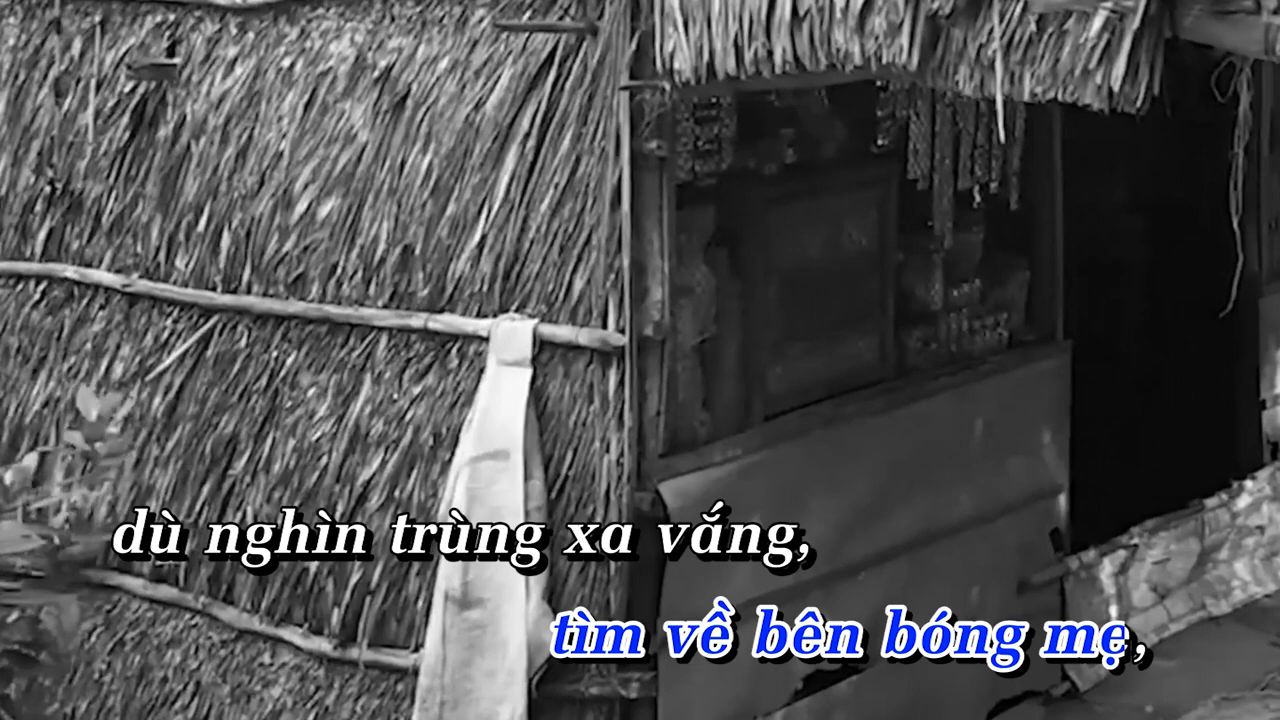 dù nghìn trùng xa vắng,
tìm về bên bóng mẹ,